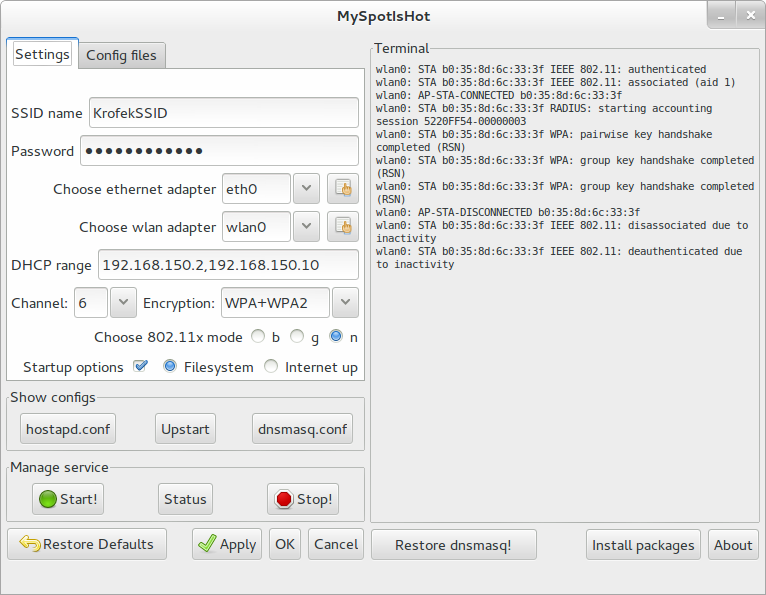 MySpotIsHot
Settings
Config files
SSID name
KrofekSSID
Password
●●●●●●●●●●●●
Choose ethernet adapter
eth0
Choose wlan adapter
wlan0
DHCP range
192.168.150.2,192.168.150.10
Channel:
6
Encryption:
WPA+WPA2
Choose 802.11x mode
b
g
n
Startup options
Filesystem
Internet up
Show configs
hostapd.conf
Upstart
dnsmasq.conf
Manage service
Start!
Status
Stop!
Restore Defaults
Apply
OK
Cancel
Terminal
wlan0: STA b0:35:8d:6c:33:3f IEEE 802.11: authenticated
wlan0: STA b0:35:8d:6c:33:3f IEEE 802.11: associated (aid 1)
wlan0: AP-STA-CONNECTED b0:35:8d:6c:33:3f
wlan0: STA b0:35:8d:6c:33:3f RADIUS: starting accounting
session 5220FF54-00000003
wlan0: STA b0:35:8d:6c:33:3f WPA: pairwise key handshake
completed (RSN)
wlan0: STA b0:35:8d:6c:33:3f WPA: group key handshake completed
(RSN)
wlan0: STA b0:35:8d:6c:33:3f WPA: group key handshake completed
(RSN)
wlan0: AP-STA-DISCONNECTED b0:35:8d:6c:33:3f
wlan0: STA b0:35:8d:6c:33:3f IEEE 802.11: disassociated due to
inactivity
wlan0: STA b0:35:8d:6c:33:3f IEEE 802.11: deauthenticated due
to inactivity
Restore dnsmasq!
Install packages
About